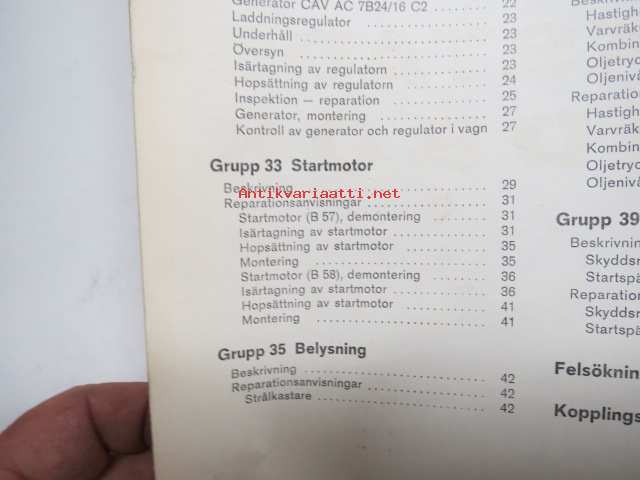 Generator CAV AC 7B24/16 C2 22
Laddningsregulator 23
Underhåll 23
Översyn 23
Isärtagning av regulatorn 23
Hopsättning av regulatorn 24
Inspektion — reparation 25
Generator, montering 27
Kontroll av generator och regulator i vagn 27
Grupp 33 Startmotor
Antikvariaatti.net
Beskrivning 29
Reparationsanvisningar 31
Startmotor (B 57), demontering 31
Isärtagning av startmotor 31
Hopsättning av startmotor 35
Montering 35
Startmotor (B 58), demontering 36
Isärtagning av startmotor 36
Hopsättning av startmotor 41
Montering 41
Grupp 35 Belysning
Beskrivning 42
Reparationsanvisningar 42
Strålkastare 42
Hastigh
Varvräk
Kombin
Oljetryc
Oljenivå
Reparation
Hastigh
Varvräk
Kombin
Oljetryc
Oljenivå
Grupp 39
Beskrivnin
Skyddsr
Startspä
Reparation
Skyddsr
Startspä
Felsöknin
Kopplings